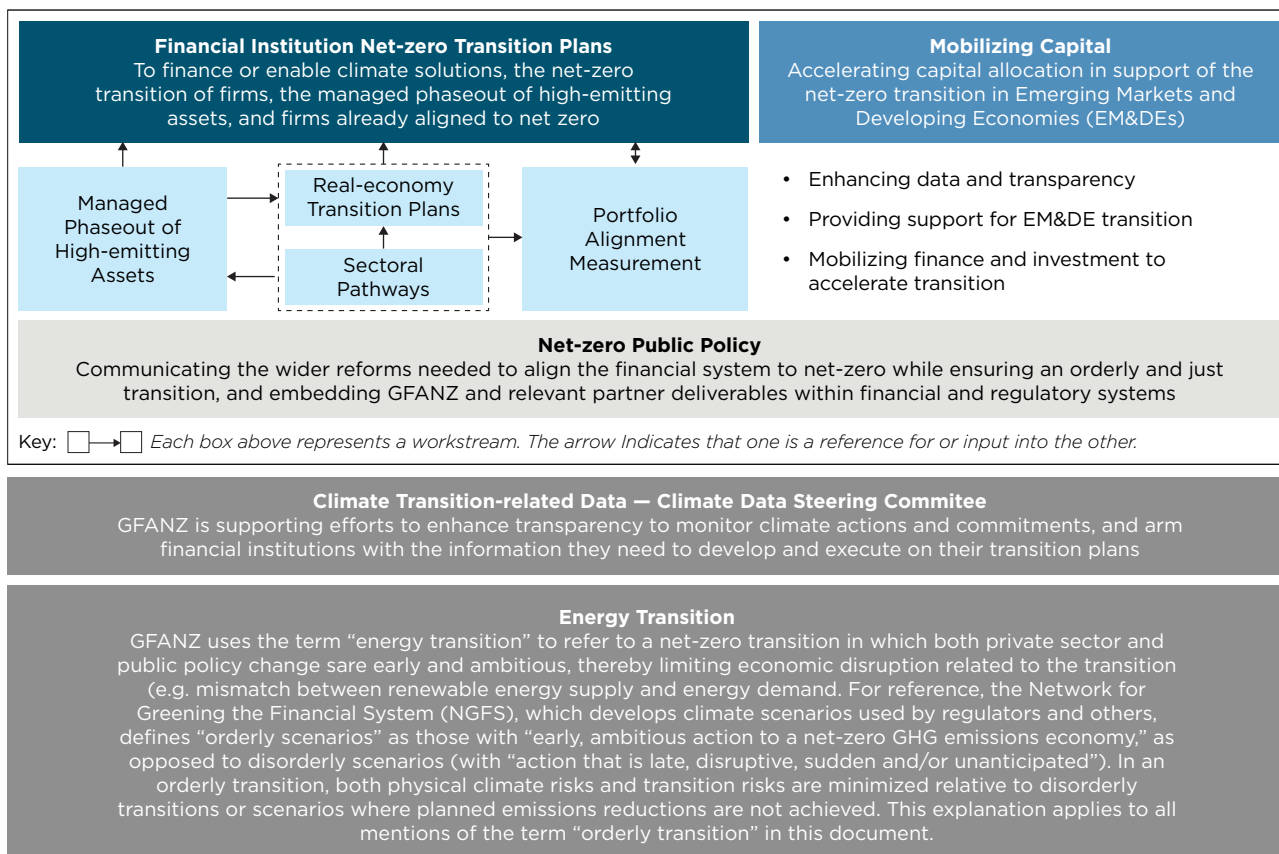 Financial Institution Net-zero Transition Plans
To finance or enable climate solutions, the net-zero
transition of firms, the managed phaseout of high-emitting
assets, and firms already aligned to net zero
Mobilizing Capital
Accelerating capital allocation in support of the
net-zero transition in Emerging Markets and
Developing Economies (EM&DEs)
Managed
Phaseout of
High-emitting
Assets
Real-economy
Transition Plans
Sectoral
Pathways
Portfolio
Alignment
Measurement
• Enhancing data and transparency
• Providing support for EM&DE transition
• Mobilizing finance and investment to
accelerate transition
Net-zero Public Policy
Communicating the wider reforms needed to align the financial system to net-zero while ensuring an orderly and just
transition, and embedding GFANZ and relevant partner deliverables within financial and regulatory systems
Key: Each box above represents a workstream. The arrow Indicates that one is a reference for or input into the other.
Climate Transition-related Data — Climate Data Steering Commitee
GFANZ is supporting efforts to enhance transparency to monitor climate actions and commitments, and arm
financial institutions with the information they need to develop and execute on their transition plans
Energy Transition
GFANZ uses the term “energy transition” to refer to a net-zero transition in which both private sector and
public policy change sare early and ambitious, thereby limiting economic disruption related to the transition
(e.g. mismatch between renewable energy supply and energy demand. For reference, the Network for
Greening the Financial System (NGFS), which develops climate scenarios used by regulators and others,
defines “orderly scenarios” as those with “early, ambitious action to a net-zero GHG emissions economy,” as
opposed to disorderly scenarios (with “action that is late, disruptive, sudden and/or unanticipated”). In an
orderly transition, both physical climate risks and transition risks are minimized relative to disorderly
transitions or scenarios where planned emissions reductions are not achieved. This explanation applies to all
mentions of the term “orderly transition” in this document.